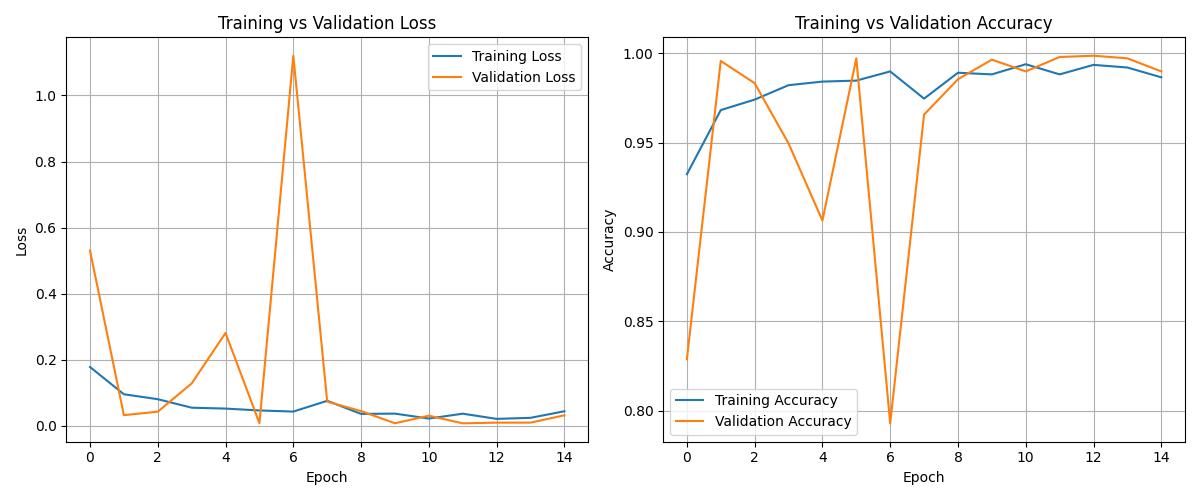 Training vs Validation Loss
Training Loss
Validation Loss
1.0
0.8
0.6
0.4
0.2
0.0
Loss
0 2 4 6 8 10 12 14
Epoch
Training vs Validation Accuracy
1.00
0.95
0.90
0.85
0.80
Accuracy
Training Accuracy
Validation Accuracy
0 2 4 6 8 10 12 14
Epoch